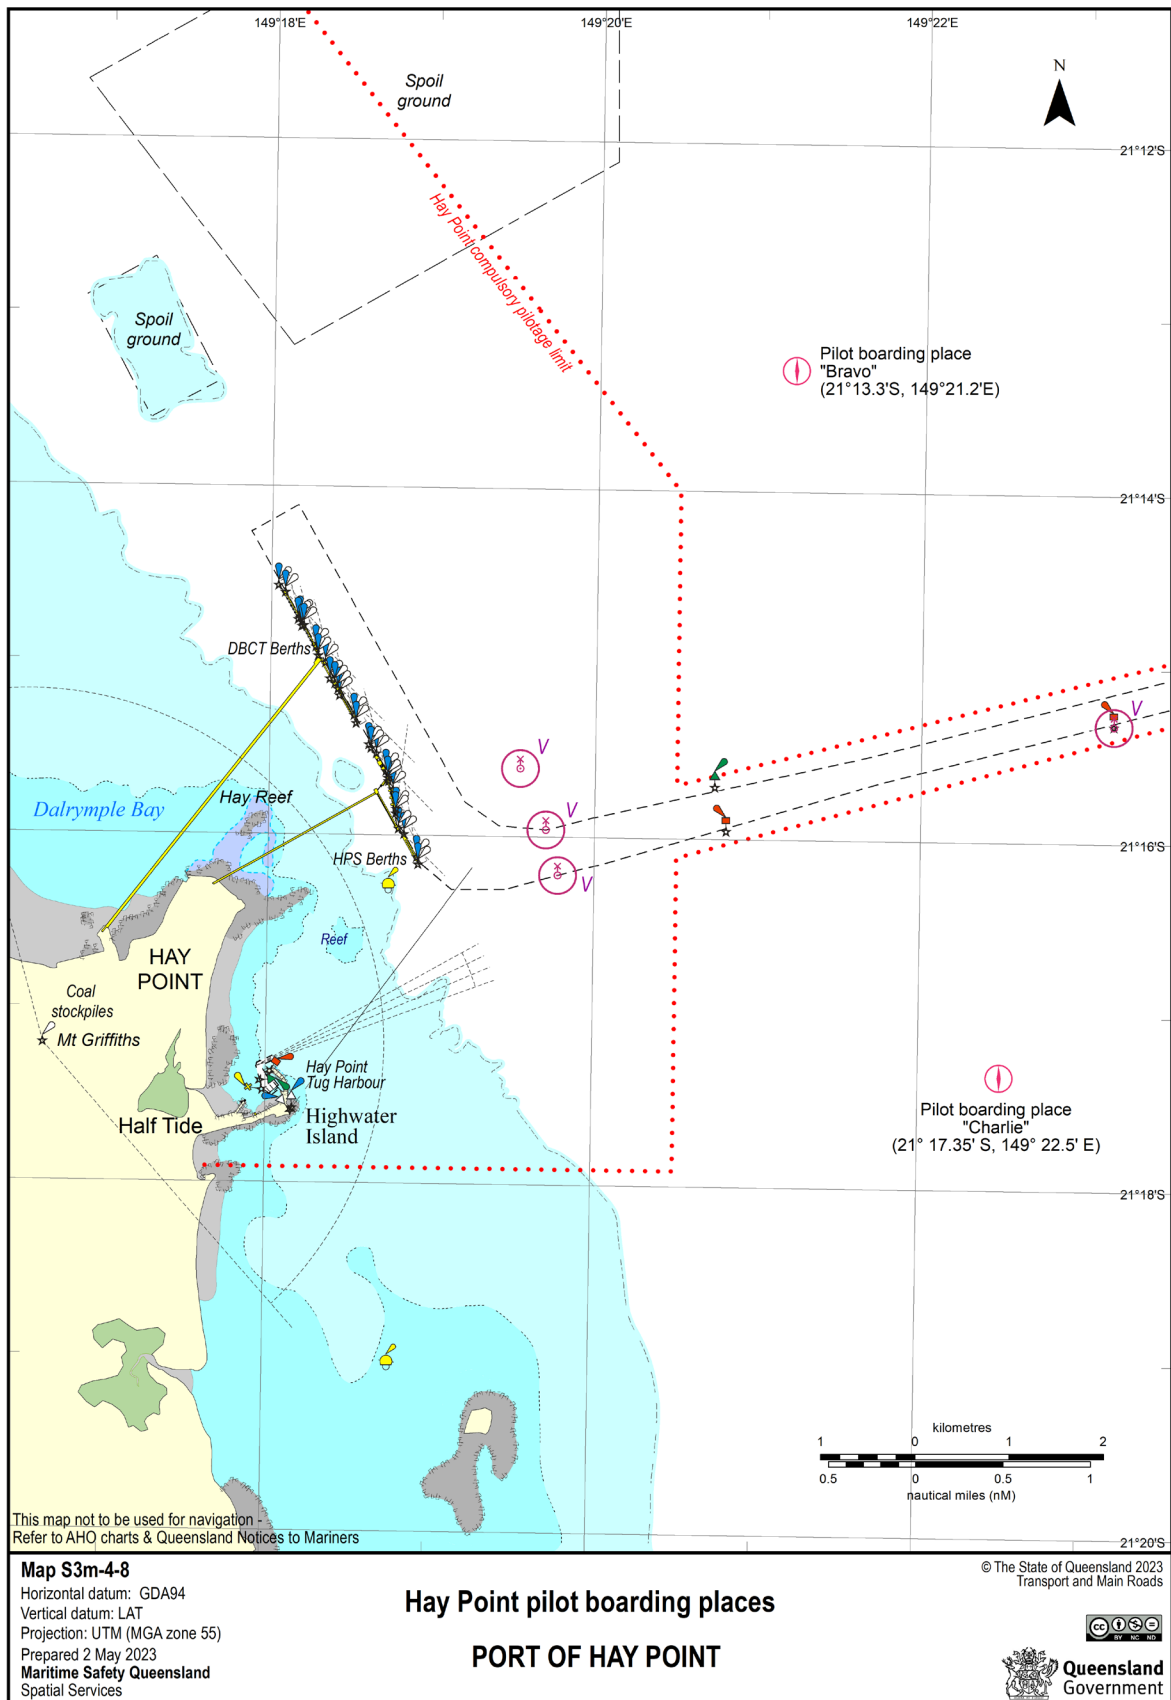 149°18'E
149°20'E
149°22'E
N
Spoil
ground
21°12'S
Hay Point compulsory pilotage limit
Spoil
ground
Pilot boarding place
"Bravo"
(21°13.3'S, 149°21.2'E)
21°14'S
DBCT Berths
V
V
Dalrymple Bay
Hay Reef
V
21°16'S
HPS Berths
V
Reef
HAY
POINT
Coal
stockpiles
Mt Griffiths
Hay Point
Tug Harbour
Half Tide
Highwater
Island
Pilot boarding place
"Charlie"
(21° 17.35' S, 149° 22.5' E)
21°18'S
kilometres
1 0 1 2
0.5 0 0.5 1
nautical miles (nM)
This map not to be used for navigation -
Refer to AHO charts & Queensland Notices to Mariners
21°20'S
Map S3m-4-8
Horizontal datum: GDA94
Vertical datum: LAT
Projection: UTM (MGA zone 55)
Prepared 2 May 2023
Maritime Safety Queensland
Spatial Services
Hay Point pilot boarding places
PORT OF HAY POINT
© The State of Queensland 2023
Transport and Main Roads
CC BY NC ND
Queensland
Government